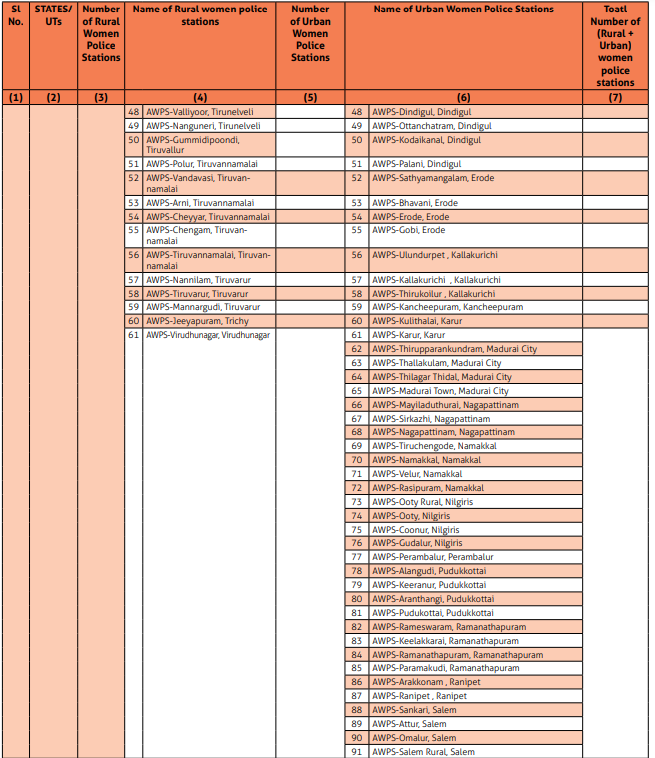 Sl No.	STATES/ UTs	Number of Rural Women Police Stations	Name of Rural women police stations	Number of Urban Women Police Stations	Name of Urban Women Police Stations	Toatl Number of (Rural + Urban) women police stations
(1)	(2)	(3)	(4)	(5)	(6)	(7)
48 AWPS-Valliyoor, Tirunelveli	48 AWPS-Dindigul, Dindigul
49 AWPS-Nanguneri, Tirunelveli	49 AWPS-Ottanchatram, Dindigul
50 AWPS-Gummidipoondi, Tiruvallur	50 AWPS-Kodaikanal, Dindigul
51 AWPS-Polur, Tiruvannamalai	51 AWPS-Palani, Dindigul
52 AWPS-Vandavasi, Tiruvan-namalai	52 AWPS-Sathyamangalam, Erode
53 AWPS-Arni, Tiruvannamalai	53 AWPS-Bhavani, Erode
54 AWPS-Cheyyar, Tiruvannamalai	54 AWPS-Erode, Erode
55 AWPS-Chengam, Tiruvan-namalai	55 AWPS-Gobi, Erode
56 AWPS-Tiruvannamalai, Tiruvan-namalai	56 AWPS-Ulundurpet , Kallakurichi
57 AWPS-Nannilam, Tiruvarur	57 AWPS-Kallakurichi , Kallakurichi
58 AWPS-Tiruvarur, Tiruvarur	58 AWPS-Thirukoilur , Kallakurichi
59 AWPS-Mannargudi, Tiruvarur	59 AWPS-Kancheepuram, Kancheepuram
60 AWPS-Jeeyapuram, Trichy	60 AWPS-Kulithalai, Karur
61 AWPS-Virudhunagar, Virudhunagar	61 AWPS-Karur, Karur
62 AWPS-Thirupparankundram, Madurai City
63 AWPS-Thallakulam, Madurai City
64 AWPS-Thilagar Thidal, Madurai City
65 AWPS-Madurai Town, Madurai City
66 AWPS-Mayiladuthurai, Nagapattinam
67 AWPS-Sirkazhi, Nagapattinam
68 AWPS-Nagapattinam, Nagapattinam
69 AWPS-Tiruchengode, Namakkal
70 AWPS-Namakkal, Namakkal
71 AWPS-Velur, Namakkal
72 AWPS-Rasipuram, Namakkal
73 AWPS-Ooty Rural, Nilgiris
74 AWPS-Ooty, Nilgiris
75 AWPS-Coonur, Nilgiris
76 AWPS-Gudalur, Nilgiris
77 AWPS-Perambalur, Perambalur
78 AWPS-Alangudi, Pudukkottai
79 AWPS-Keeranur, Pudukkottai
80 AWPS-Aranthangi, Pudukkottai
81 AWPS-Pudukottai, Pudukkottai
82 AWPS-Rameswaram, Ramanathapuram
83 AWPS-Keelakkarai, Ramanathapuram
84 AWPS-Ramanathapuram, Ramanathapuram
85 AWPS-Paramakudi, Ramanathapuram
86 AWPS-Arakkonam , Ranipet
87 AWPS-Ranipet , Ranipet
88 AWPS-Sankari, Salem
89 AWPS-Attur, Salem
90 AWPS-Omalur, Salem
91 AWPS-Salem Rural, Salem